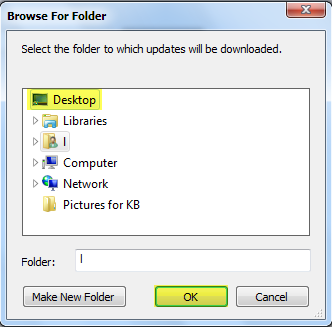 Browse For Folder
Select the folder to which updates will be downloaded.
Desktop
Libraries
I
Computer
Network
Pictures for KB
Folder: I
Make New Folder OK Cancel